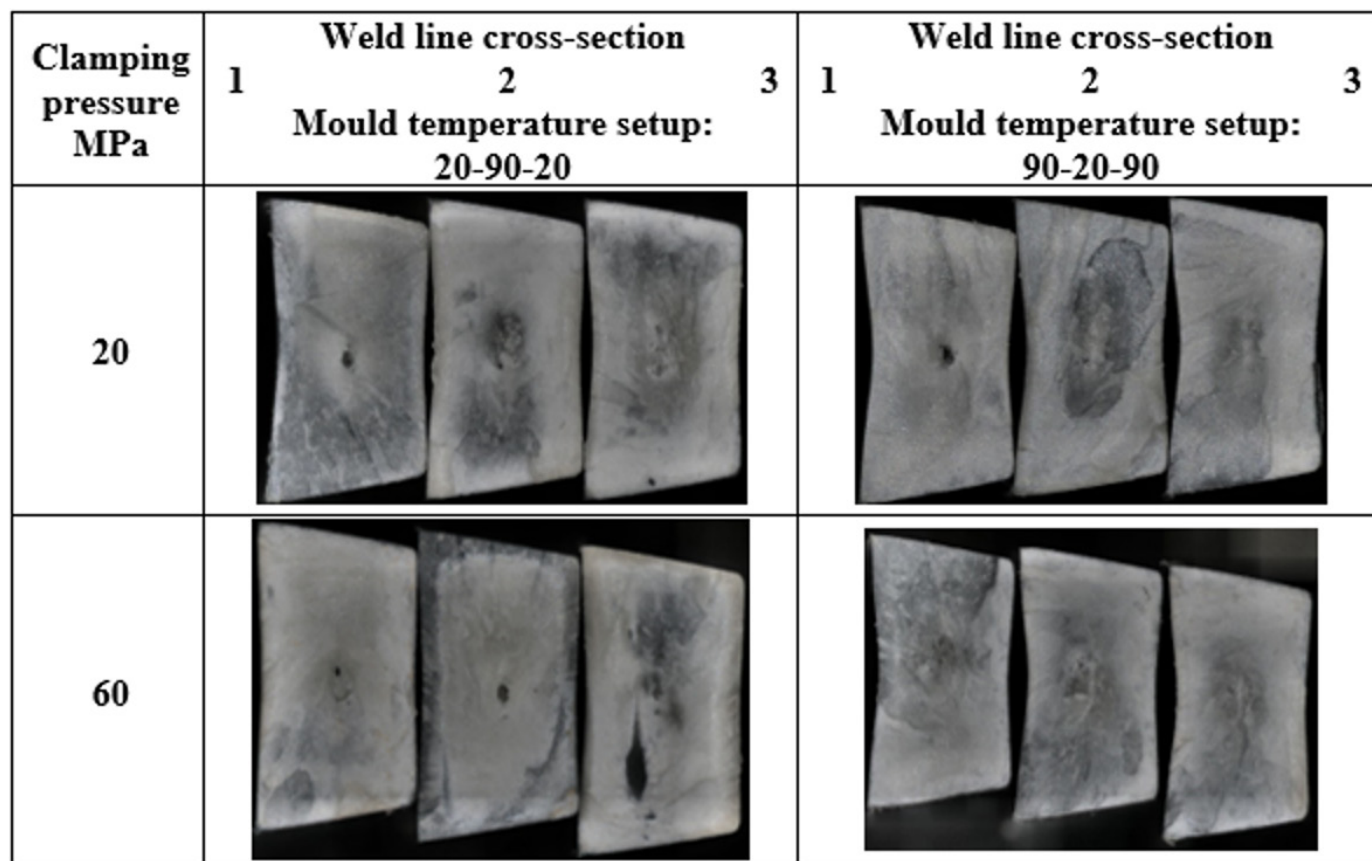 Clamping
pressure
MPa
Weld line cross-section
1 2 3
Mould temperature setup:
20-90-20
Weld line cross-section
1 2 3
Mould temperature setup:
90-20-90
20
60